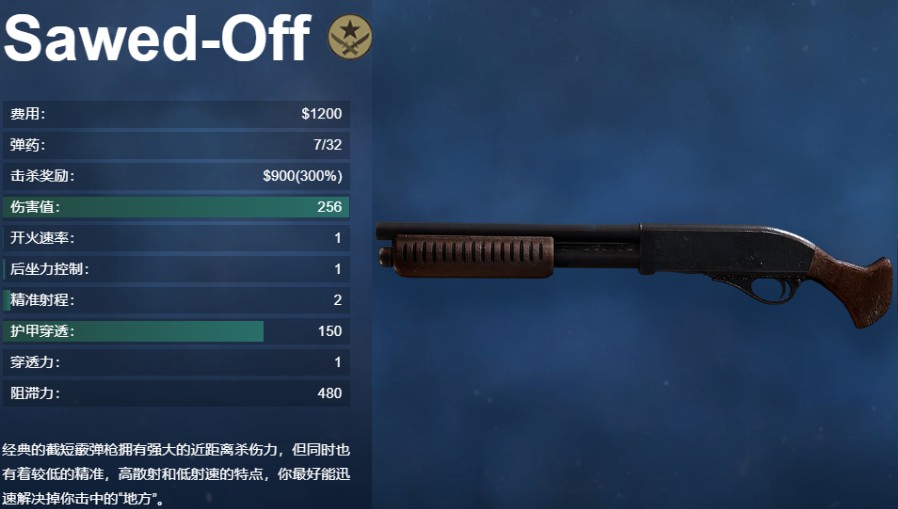 Sawed-Off
费用: $1200
弹药: 7/32
击杀奖励: $900(300%)
伤害值: 256
开火速率: 1
后坐力控制: 1
精准射程: 2
护甲穿透: 150
穿透力: 1
阻滞力: 480
经典的截短霰弹枪拥有强大的近距离杀伤力，但同时也
有着较低的精准，高散射和低射速的特点，你最好能迅
速解决掉你击中的“地方”。